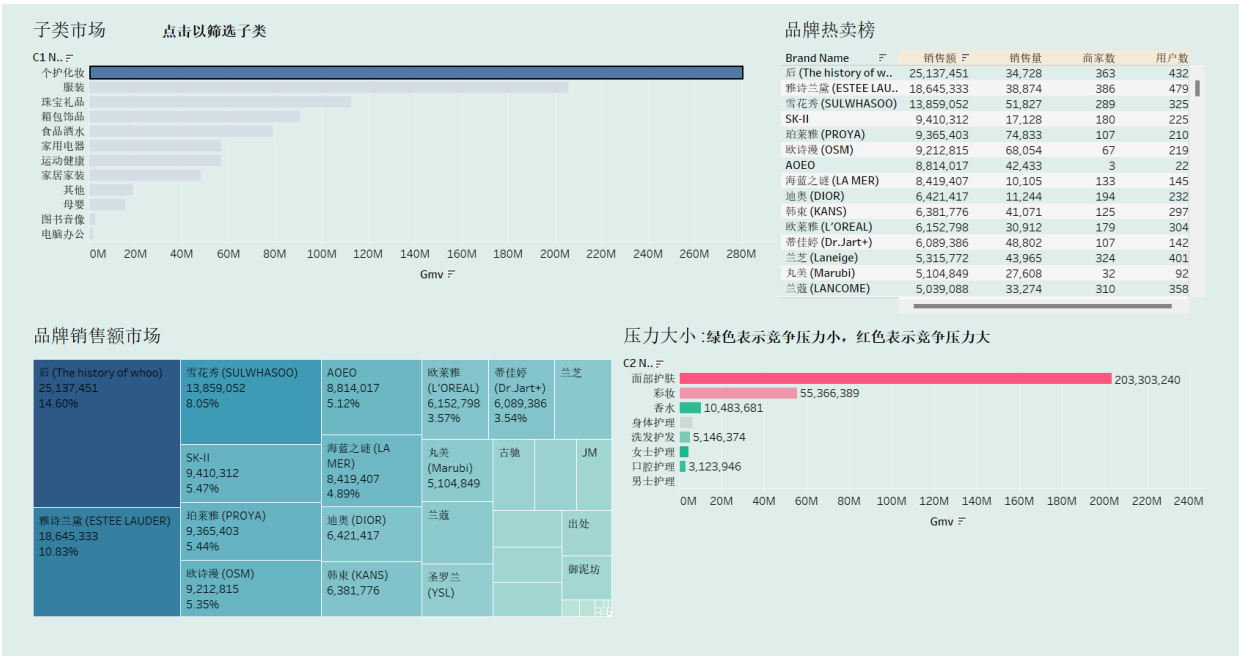 子类市场 点击以筛选子类
C1 N..
个护化妆
服装
珠宝礼品
箱包饰品
食品酒水
家用电器
运动健康
家居家装
其他
母婴
图书音像
电脑办公
0M 20M 40M 60M 80M 100M 120M 140M 160M 180M 200M 220M 240M 260M 280M
Gmv
品牌热卖榜
Brand Name 销售额 销售量 商家数 用户数
后 (The history of w.. 25,137,451 34,728 363 432
雅诗兰黛 (ESTEE LAU.. 18,645,333 38,874 386 479
雪花秀 (SULWHASOO) 13,859,052 51,827 289 325
SK-II 9,410,312 17,128 180 225
珀莱雅 (PROYA) 9,365,403 74,833 107 210
欧诗漫 (OSM) 9,212,815 68,054 67 219
AOEO 8,814,017 42,433 3 22
海蓝之谜 (LA MER) 8,419,407 10,105 133 145
迪奥 (DIOR) 6,421,417 11,244 194 232
韩束 (KANS) 6,381,776 41,071 125 297
欧莱雅 (L'OREAL) 6,152,798 30,912 179 304
蒂佳婷 (Dr.Jart+) 6,089,386 48,802 107 142
兰芝 (Laneige) 5,315,772 43,965 324 401
丸美 (Marubi) 5,104,849 27,608 32 92
兰蔻 (LANCOME) 5,039,088 33,274 310 358
品牌销售额市场
后 (The history of whoo)
25,137,451
14.60%
雅诗兰黛 (ESTEE LAUDER)
18,645,333
10.83%
雪花秀 (SULWHASOO)
13,859,052
8.05%
SK-II
9,410,312
5.47%
珀莱雅 (PROYA)
9,365,403
5.44%
欧诗漫 (OSM)
9,212,815
5.35%
AOEO
8,814,017
5.12%
海蓝之谜 (LA
MER)
8,419,407
4.89%
迪奥 (DIOR)
6,421,417
韩束 (KANS)
6,381,776
欧莱雅
(L'OREAL)
6,152,798
3.57%
丸美
(Marubi)
5,104,849
兰蔻
圣罗兰
(YSL)
蒂佳婷
(Dr.Jart+)
6,089,386
3.54%
兰芝
古驰
JM
出处
御泥坊
压力大小 :绿色表示竞争压力小，红色表示竞争压力大
C2 N..
面部护肤 203,303,240
彩妆 55,366,389
香水 10,483,681
身体护理
洗发护发 5,146,374
女士护理
口腔护理 3,123,946
男士护理
0M 20M 40M 60M 80M 100M 120M 140M 160M 180M 200M 220M 240M
Gmv